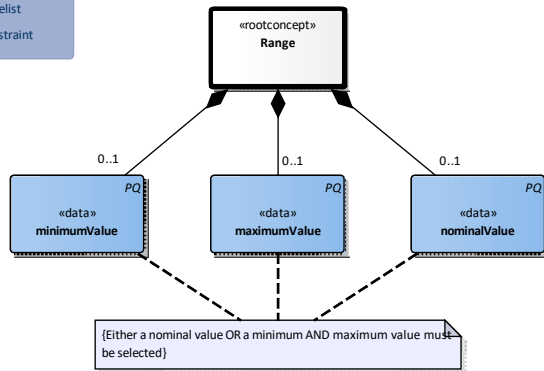 elist
straint
«rootconcept»
Range
0..1
0..1
0..1
PQ
PQ
PQ
«data»
«data»
«data»
minimumValue
maximumValue
nominalValue
{Either a nominal value OR a minimum AND maximum value must
be selected}